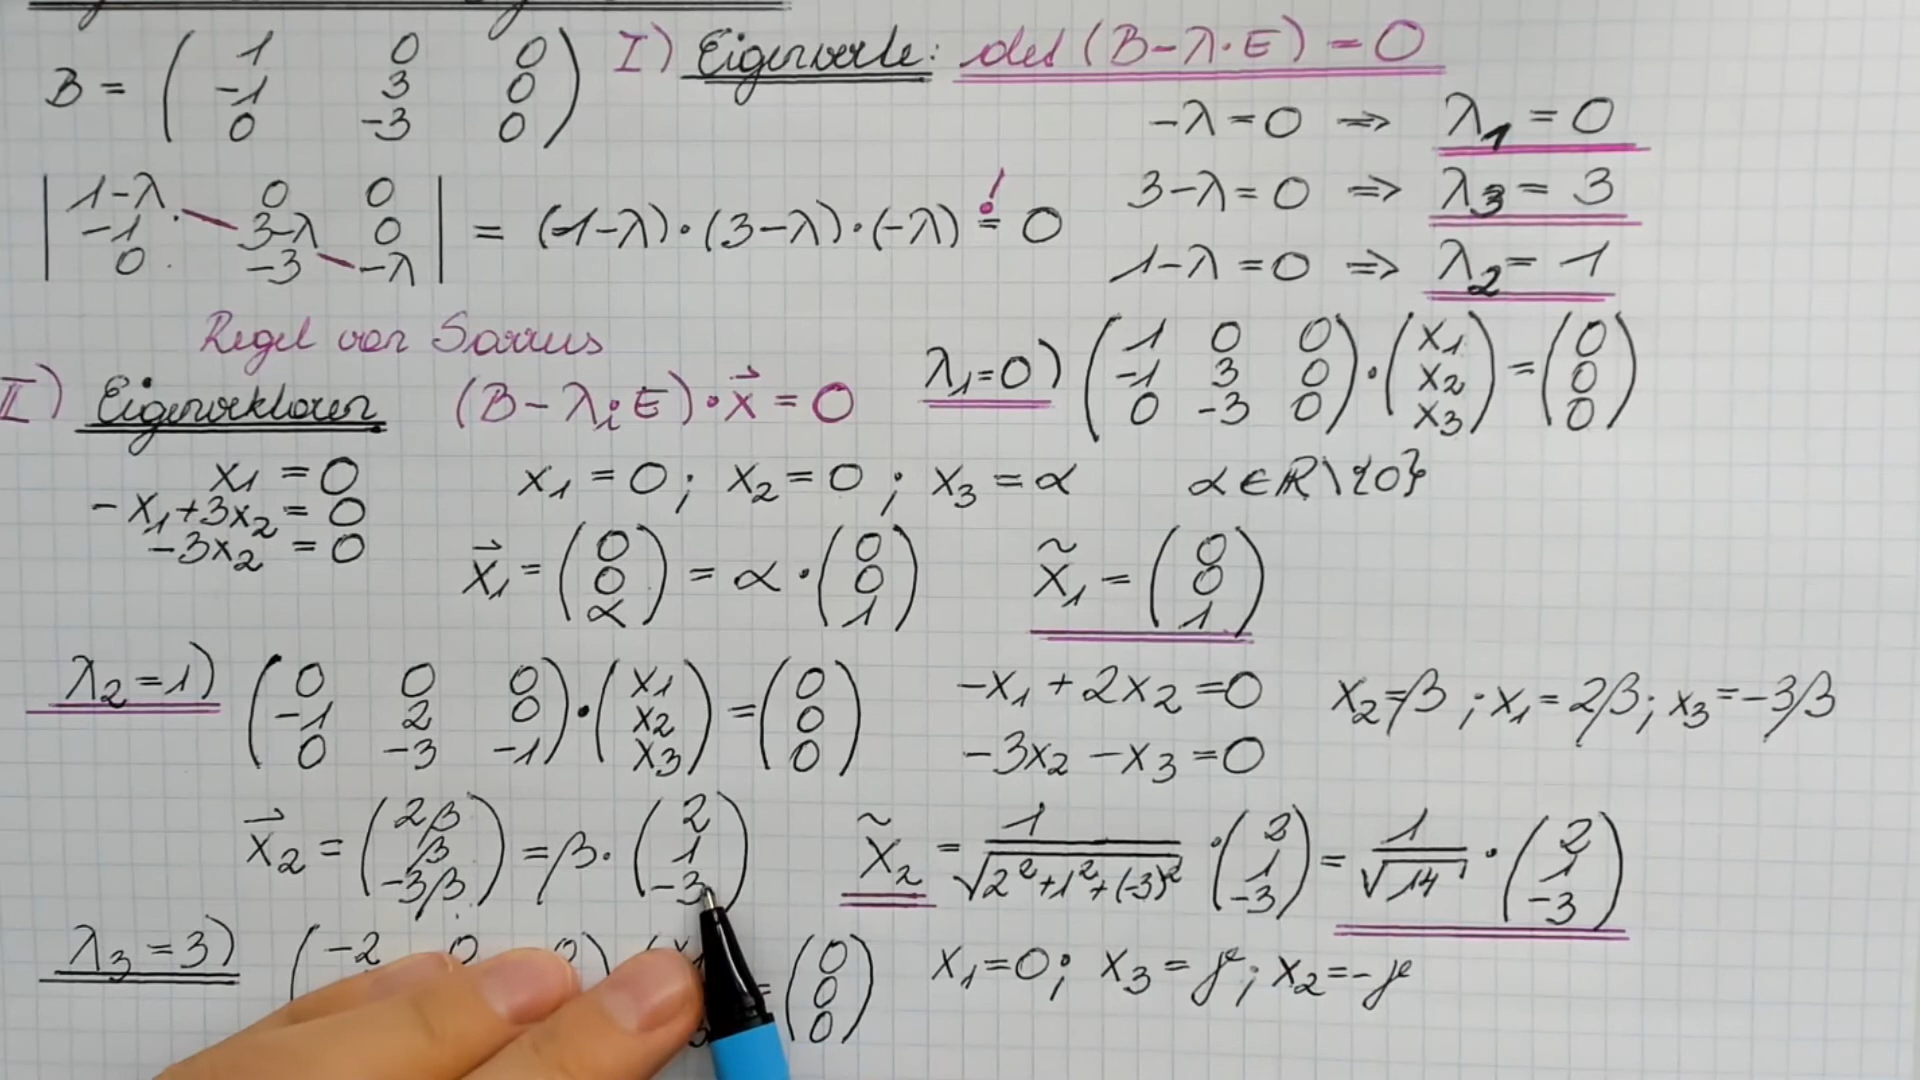 B = ( 1 0 0
-1 3 0
0 -3 0 )
I) Eigenwerte: det (B-λ·E) = 0
-λ = 0 => λ1 = 0
3-λ = 0 => λ3 = 3
1-λ = 0 => λ2 = 1
| 1-λ 0 0
-1 3-λ 0
0 -3 -λ | = (1-λ)·(3-λ)·(-λ) != 0
Regel von Sarrus
II) Eigenvektoren (B-λi E)·x⃗ = 0
λ1=0) ( 1 0 0
-1 3 0
0 -3 0 ) · ( x1
x2
x3 ) = ( 0
0
0 )
x1 = 0
-x1+3x2 = 0
-3x2 = 0
x1 = 0; x2 = 0; x3 = α α∈R\{0}
x⃗1 = ( 0
0
α ) = α · ( 0
0
1 )
x̃1 = ( 0
0
1 )
λ2=1) ( 0 0 0
-1 2 0
0 -3 -1 ) · ( x1
x2
x3 ) = ( 0
0
0 )
-x1 + 2x2 = 0
-3x2 - x3 = 0
x2=β; x1 = 2β; x3 = -3β
x⃗2 = ( 2β
β
-3β ) = β· ( 2
1
-3 )
x̃2 = 1/√(2²+1²+(-3)²) · ( 2
1
-3 ) = 1/√14 · ( 2
1
-3 )
λ3=3) ( -2 0 0 ) = ( 0
0
0 )
x1=0; x3 = γ; x2 = -γ